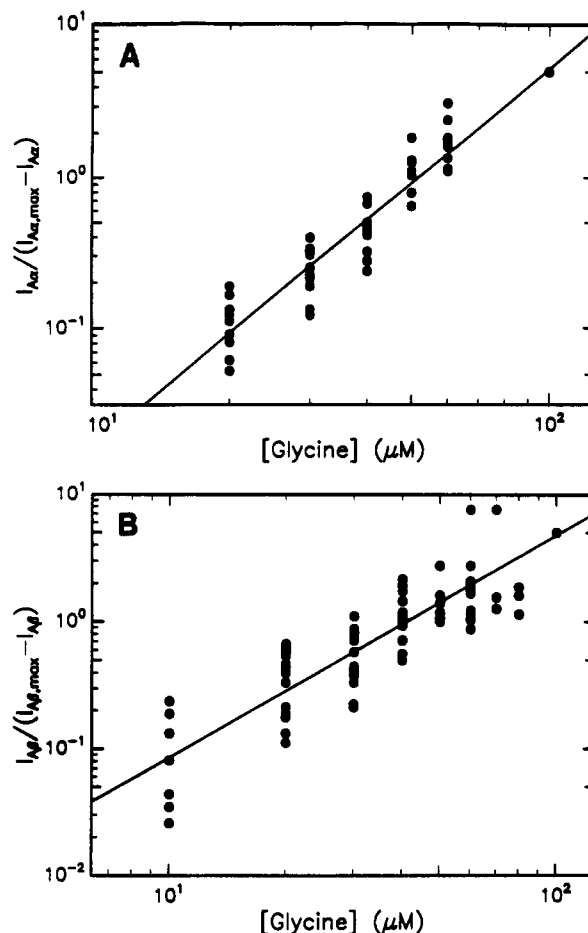 A
10¹
10⁰
10⁻¹
I_Aα/(I_Aα,max−I_Aα)
10¹
10²
[Glycine] (μM)
B
10¹
10⁰
10⁻¹
10⁻²
I_Aβ/(I_Aβ,max−I_Aβ)
10¹
10²
[Glycine] (μM)